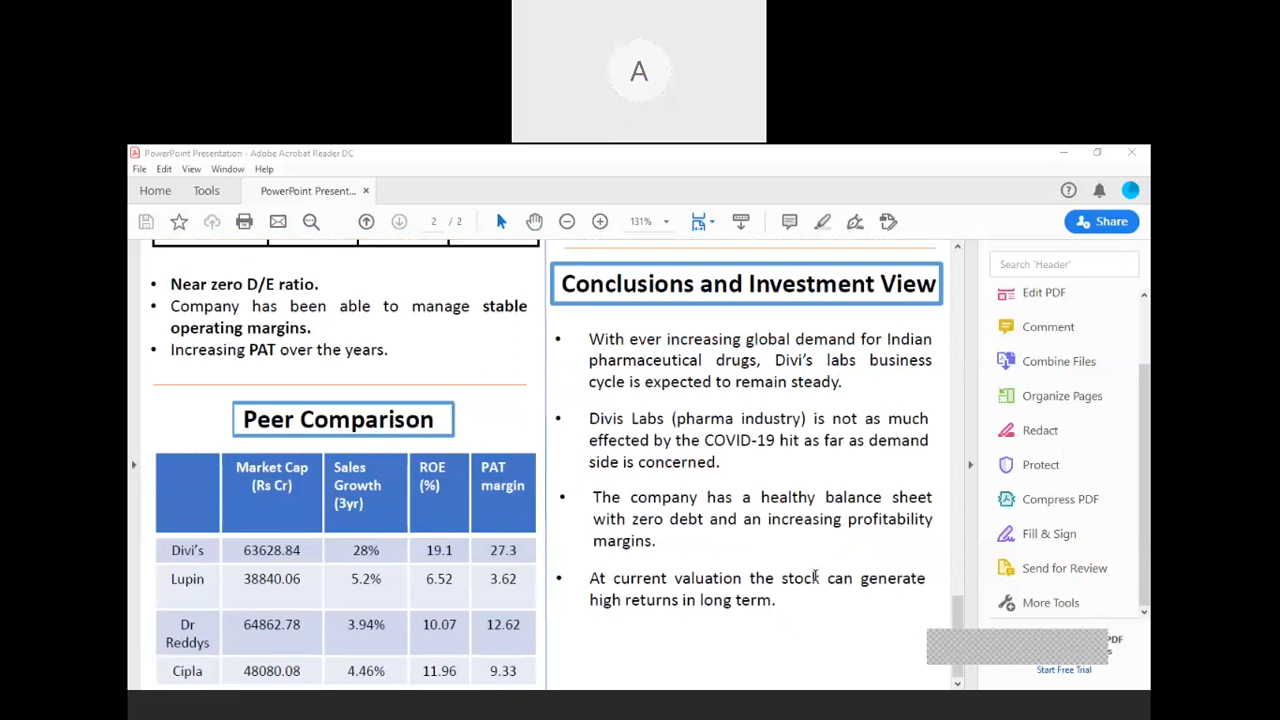 A
PowerPoint Presentation - Adobe Acrobat Reader DC
File Edit View Window Help
Home Tools PowerPoint Present... ×
2 / 2 131%
Share
• Near zero D/E ratio.
• Company has been able to manage stable
operating margins.
• Increasing PAT over the years.
Peer Comparison
Market Cap (Rs Cr) Sales Growth (3yr) ROE (%) PAT margin
Divi's 63628.84 28% 19.1 27.3
Lupin 38840.06 5.2% 6.52 3.62
Dr Reddys 64862.78 3.94% 10.07 12.62
Cipla 48080.08 4.46% 11.96 9.33
Conclusions and Investment View
• With ever increasing global demand for Indian
pharmaceutical drugs, Divi's labs business
cycle is expected to remain steady.
• Divis Labs (pharma industry) is not as much
effected by the COVID-19 hit as far as demand
side is concerned.
• The company has a healthy balance sheet
with zero debt and an increasing profitability
margins.
• At current valuation the stock can generate
high returns in long term.
Search 'Header'
Edit PDF
Comment
Combine Files
Organize Pages
Redact
Protect
Compress PDF
Fill & Sign
Send for Review
More Tools
PDF
Start Free Trial